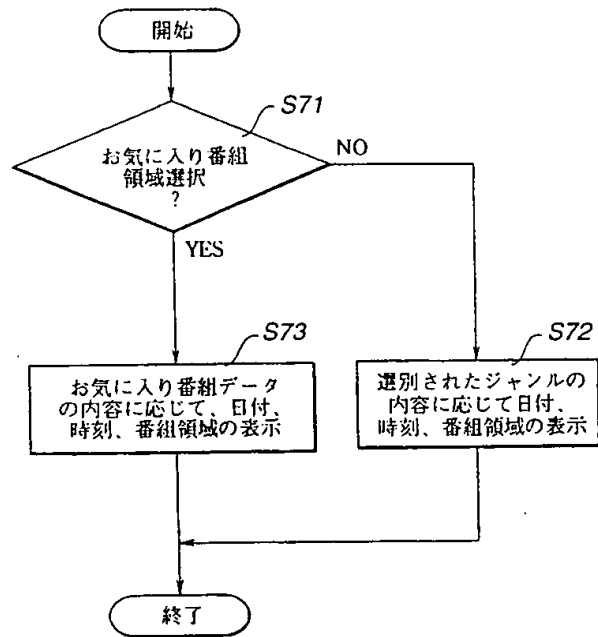 開始
S71
お気に入り番組
領域選択
?
NO
YES
S73
お気に入り番組データ
の内容に応じて、日付、
時刻、番組領域の表示
S72
選別されたジャンルの
内容に応じて日付、
時刻、番組領域の表示
終了